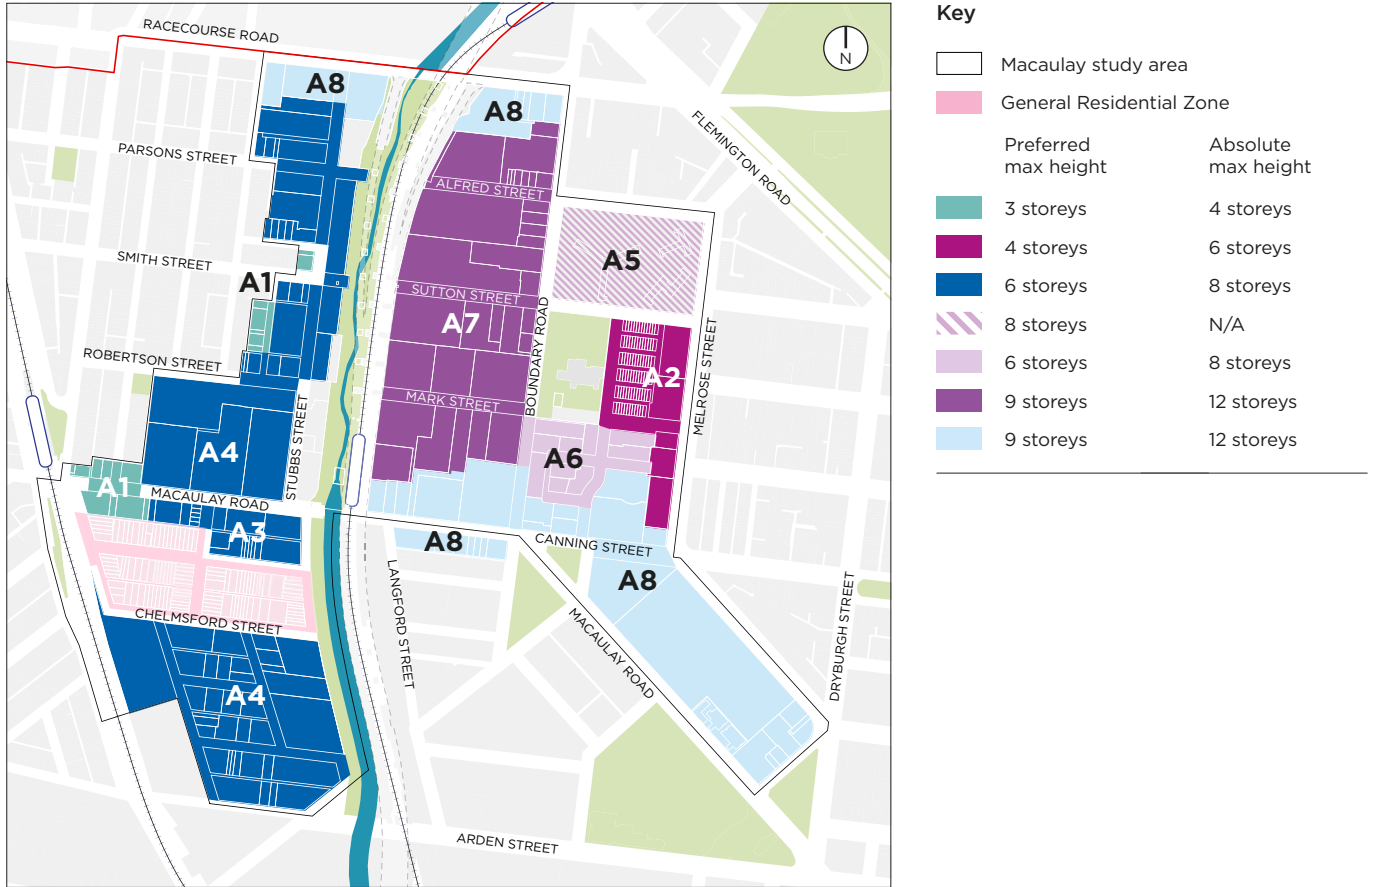 RACECOURSE ROAD
A8
A8
N
FLEMINGTON ROAD
PARSONS STREET
ALFRED STREET
SMITH STREET
A1
A5
SUTTON STREET
A7
BOUNDARY ROAD
MELROSE STREET
ROBERTSON STREET
A2
MARK STREET
STUBBS STREET
A4
A6
A1
MACAULAY ROAD
A3
A8
CANNING STREET
A8
LANGFORD STREET
CHELMSFORD STREET
MACAULAY ROAD
DRYBURGH STREET
A4
ARDEN STREET
Key
Macaulay study area
General Residential Zone
Preferred Absolute
max height max height
3 storeys 4 storeys
4 storeys 6 storeys
6 storeys 8 storeys
8 storeys N/A
6 storeys 8 storeys
9 storeys 12 storeys
9 storeys 12 storeys